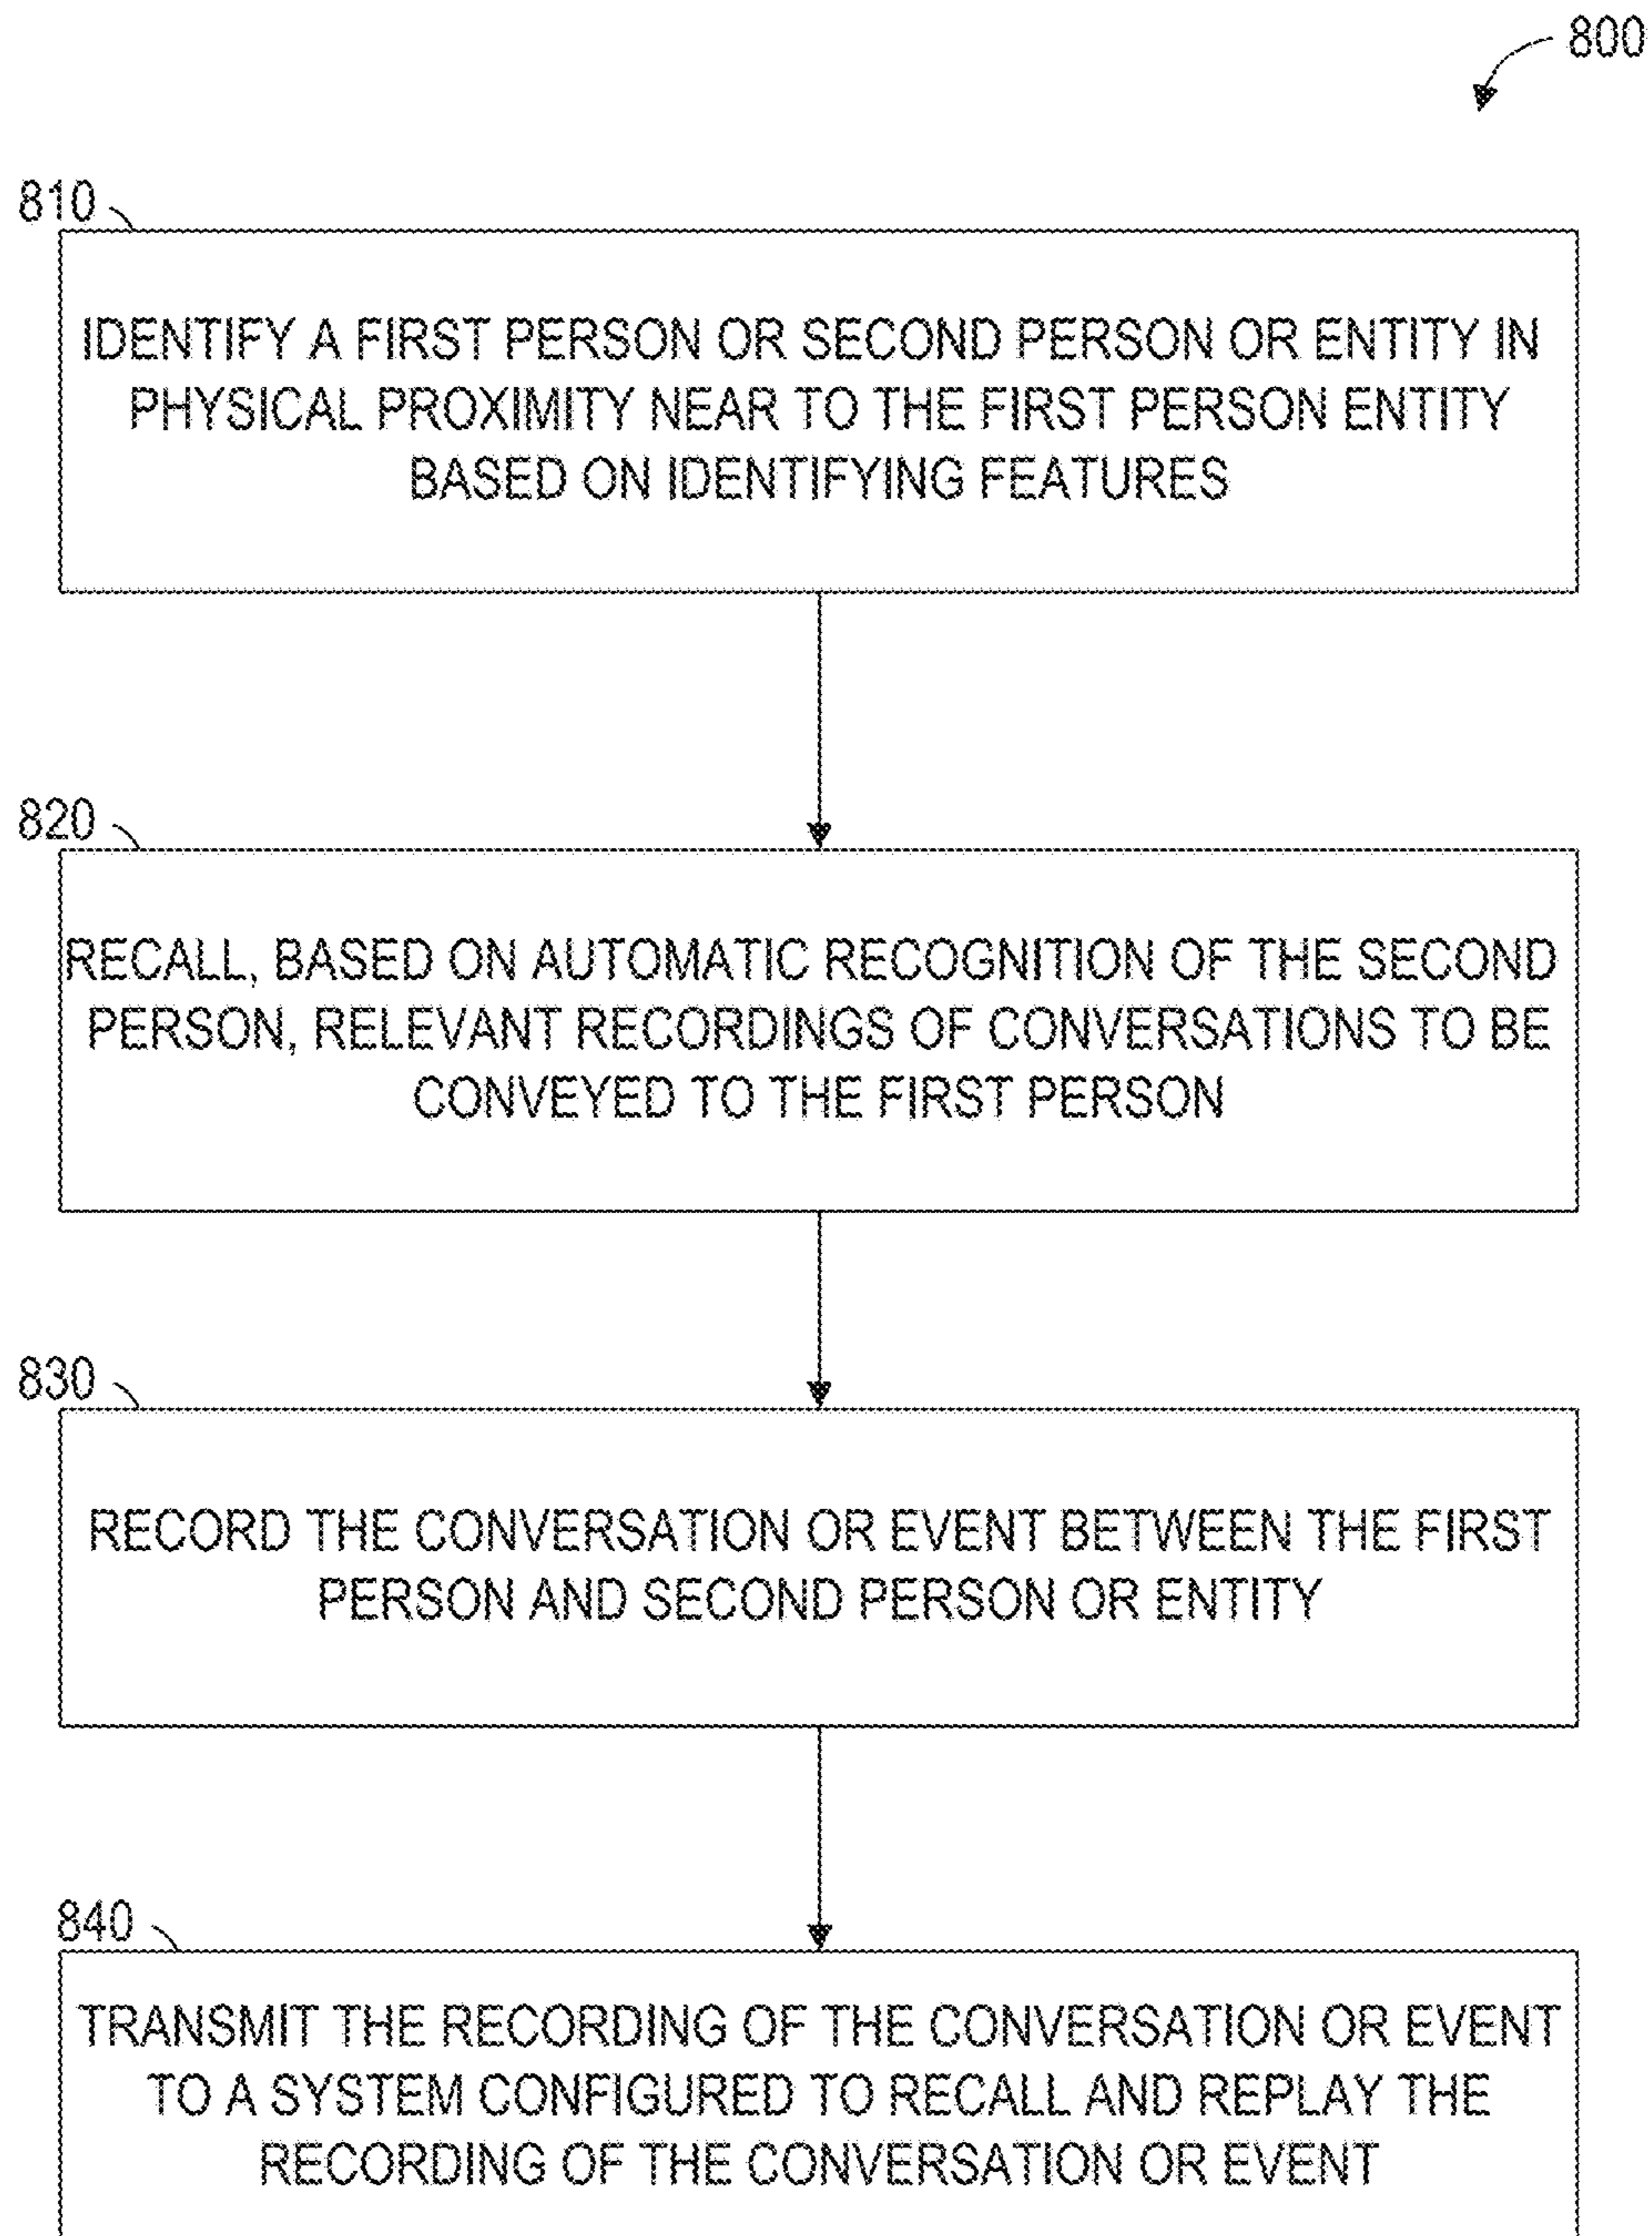 800
810
IDENTIFY A FIRST PERSON OR SECOND PERSON OR ENTITY IN
PHYSICAL PROXIMITY NEAR TO THE FIRST PERSON ENTITY
BASED ON IDENTIFYING FEATURES
820
RECALL, BASED ON AUTOMATIC RECOGNITION OF THE SECOND
PERSON, RELEVANT RECORDINGS OF CONVERSATIONS TO BE
CONVEYED TO THE FIRST PERSON
830
RECORD THE CONVERSATION OR EVENT BETWEEN THE FIRST
PERSON AND SECOND PERSON OR ENTITY
840
TRANSMIT THE RECORDING OF THE CONVERSATION OR EVENT
TO A SYSTEM CONFIGURED TO RECALL AND REPLAY THE
RECORDING OF THE CONVERSATION OR EVENT